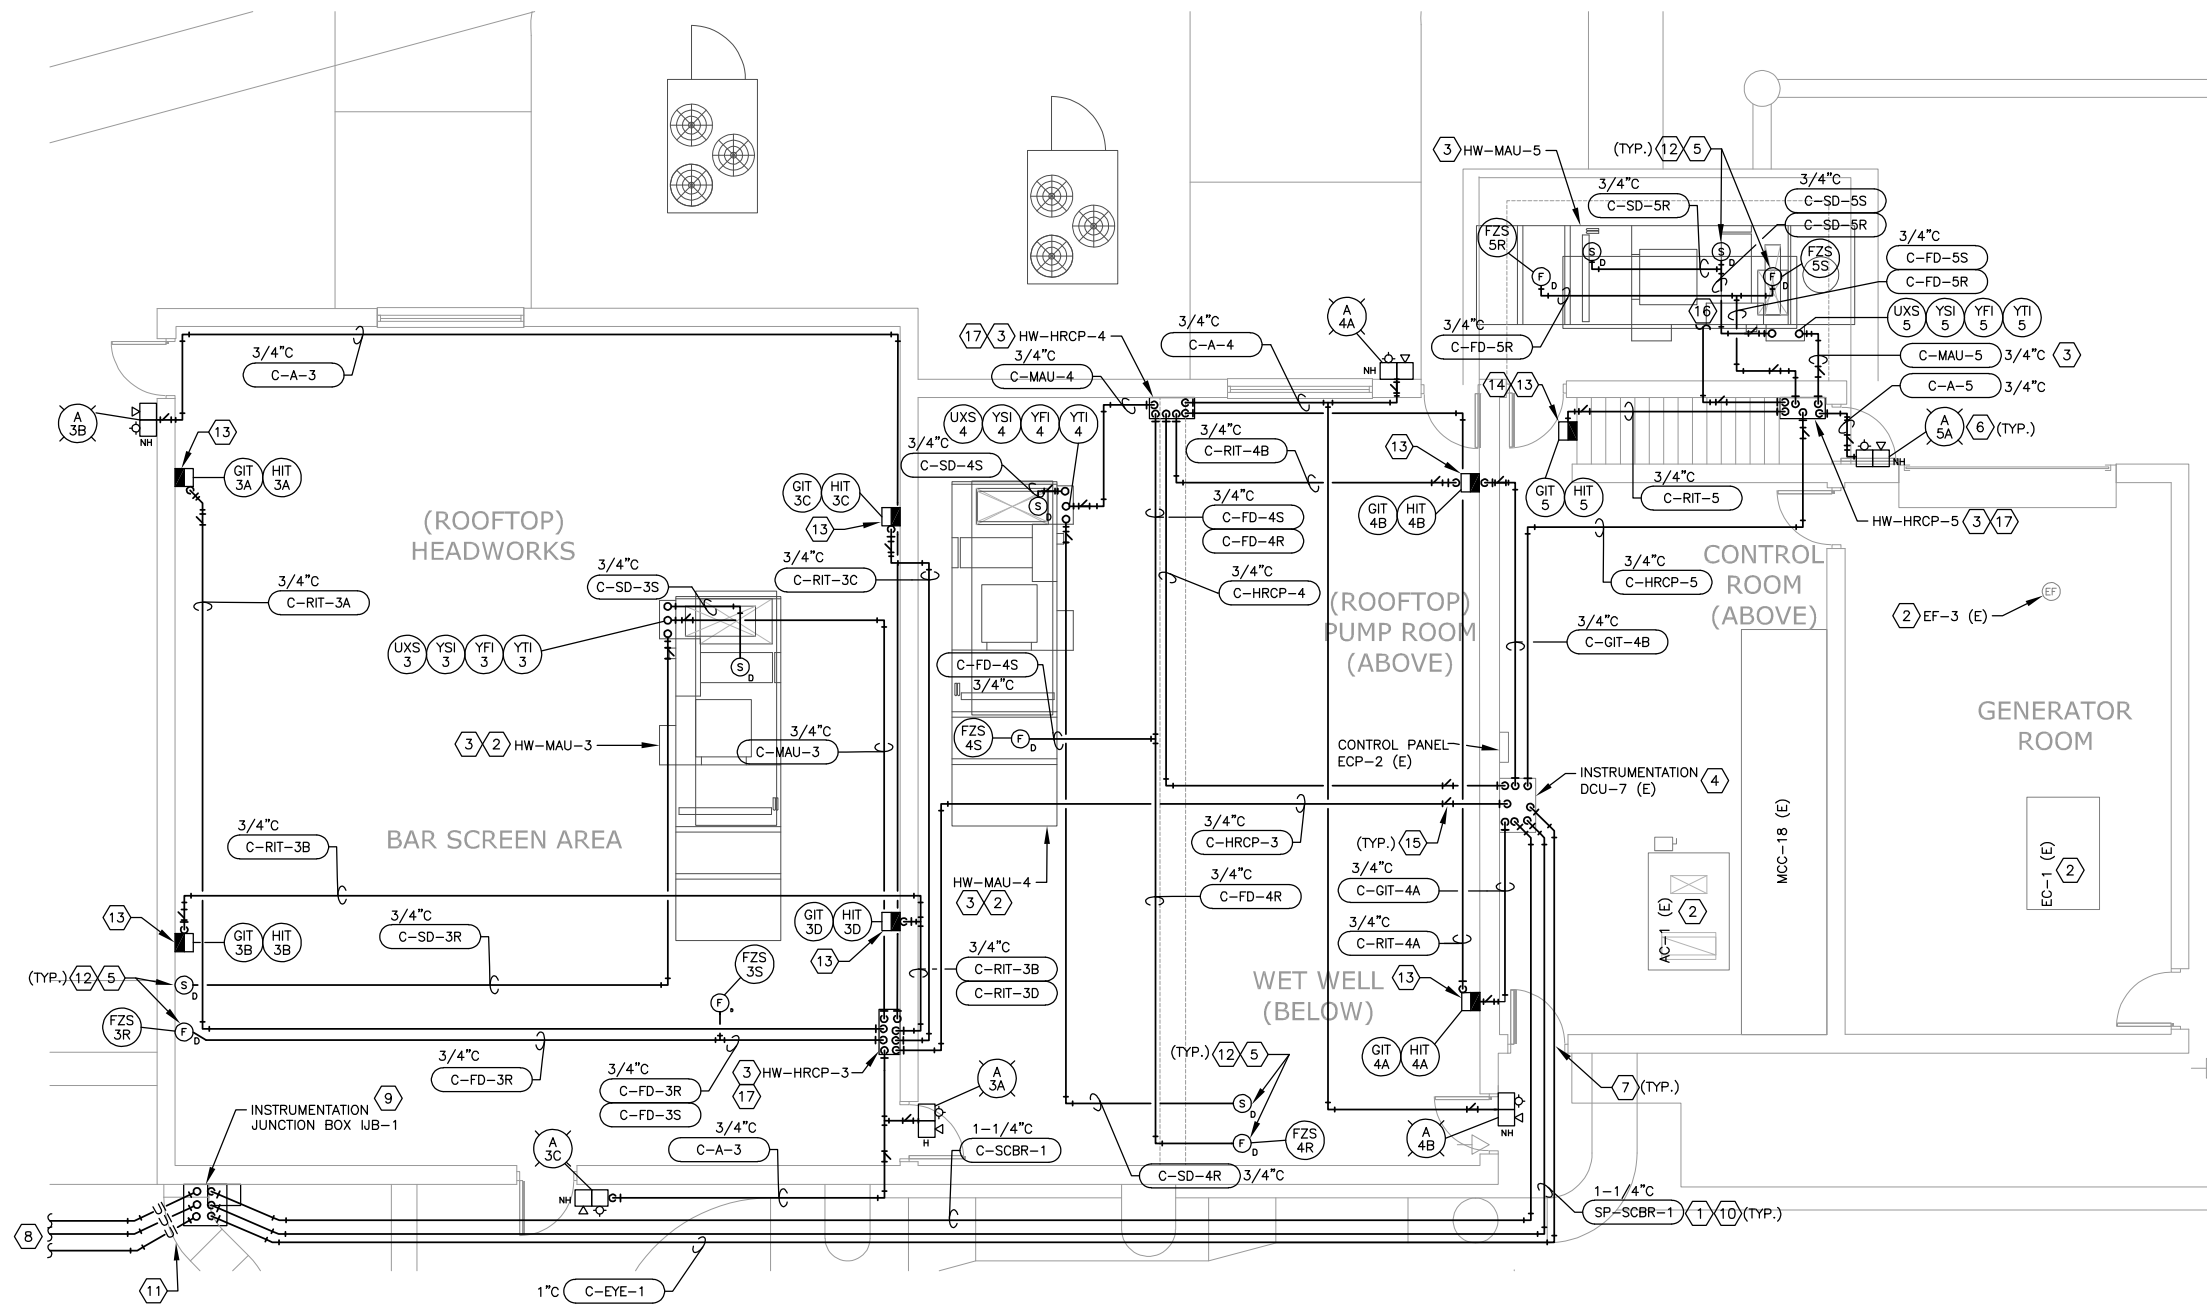 3 HW-MAU-5
(TYP.) 12 5
3/4"C
C-SD-5R
3/4"C
C-SD-5S
C-SD-5R
FZS
5R
S
D
S
D
F
D
F
D
FZS
5S
3/4"C
C-FD-5S
C-FD-5R
16
UXS
5
YSI
5
YFI
5
YTI
5
3/4"C
C-FD-5R
C-MAU-5 3/4"C 3
C-A-5 3/4"C
14 13
A
5A
6 (TYP.)
NH
3/4"C
C-A-3
A
3B
NH
13
GIT
3A
HIT
3A
17 3 HW-HRCP-4
3/4"C
C-MAU-4
3/4"C
C-A-4
A
4A
NH
UXS
4
YSI
4
YFI
4
YTI
4
3/4"C
C-SD-4S
S
D
3/4"C
C-RIT-4B
13
GIT
4B
HIT
4B
GIT
5
HIT
5
3/4"C
C-RIT-5
HW-HRCP-5 3 17
GIT
3C
HIT
3C
13
(ROOFTOP)
HEADWORKS
3/4"C
C-FD-4S
C-FD-4R
3/4"C
C-RIT-3A
3/4"C
C-SD-3S
3/4"C
C-RIT-3C
3/4"C
C-HRCP-4
(ROOFTOP)
PUMP ROOM
(ABOVE)
3/4"C
C-HRCP-5
CONTROL
ROOM
(ABOVE)
EF
2 EF-3 (E)
3/4"C
C-GIT-4B
UXS
3
YSI
3
YFI
3
YTI
3
S
D
C-FD-4S
3/4"C
FZS
4S
F
D
GENERATOR
ROOM
3 2 HW-MAU-3
3/4"C
C-MAU-3
CONTROL PANEL
ECP-2 (E)
INSTRUMENTATION
DCU-7 (E)
4
BAR SCREEN AREA
3/4"C
C-RIT-3B
3/4"C
C-HRCP-3
(TYP.) 15
MCC-18 (E)
EC-1 (E)
2
AC-1 (E)
2
HW-MAU-4
3 2
3/4"C
C-FD-4R
3/4"C
C-GIT-4A
3/4"C
C-RIT-4A
13
GIT
3B
HIT
3B
3/4"C
C-SD-3R
GIT
3D
HIT
3D
13
3/4"C
C-RIT-3B
C-RIT-3D
WET WELL
(BELOW)
13
GIT
4A
HIT
4A
(TYP.) 12 5
S
D
FZS
3R
F
D
FZS
3S
F
D
3/4"C
C-FD-3R
3/4"C
C-FD-3R
C-FD-3S
3 HW-HRCP-3
17
A
3A
H
(TYP.) 12 5
S
D
F
D
FZS
4R
7 (TYP.)
INSTRUMENTATION
JUNCTION BOX IJB-1
9
A
3C
NH
3/4"C
C-A-3
1-1/4"C
C-SCBR-1
C-SD-4R 3/4"C
A
4B
NH
1-1/4"C
SP-SCBR-1 1 10 (TYP.)
8
11
1"C C-EYE-1